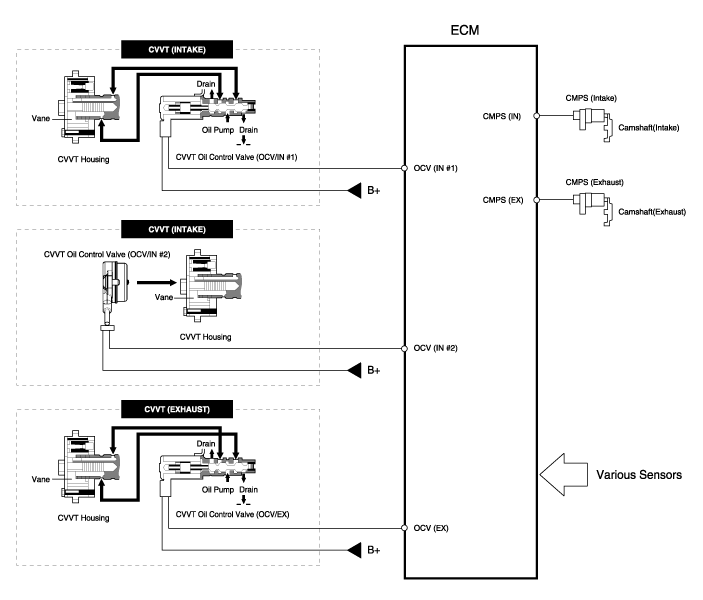 ECM
CVVT (INTAKE)
Drain
Vane
Oil Pump Drain
CVVT Housing
CVVT Oil Control Valve (OCV/IN #1)
B+
OCV (IN #1)
CMPS (IN)
CMPS (Intake)
Camshaft(Intake)
CMPS (EX)
CMPS (Exhaust)
Camshaft(Exhaust)
CVVT (INTAKE)
CVVT Oil Control Valve (OCV/IN #2)
Vane
CVVT Housing
OCV (IN #2)
B+
CVVT (EXHAUST)
Drain
Vane
Oil Pump Drain
CVVT Housing
CVVT Oil Control Valve (OCV/EX)
OCV (EX)
B+
Various Sensors